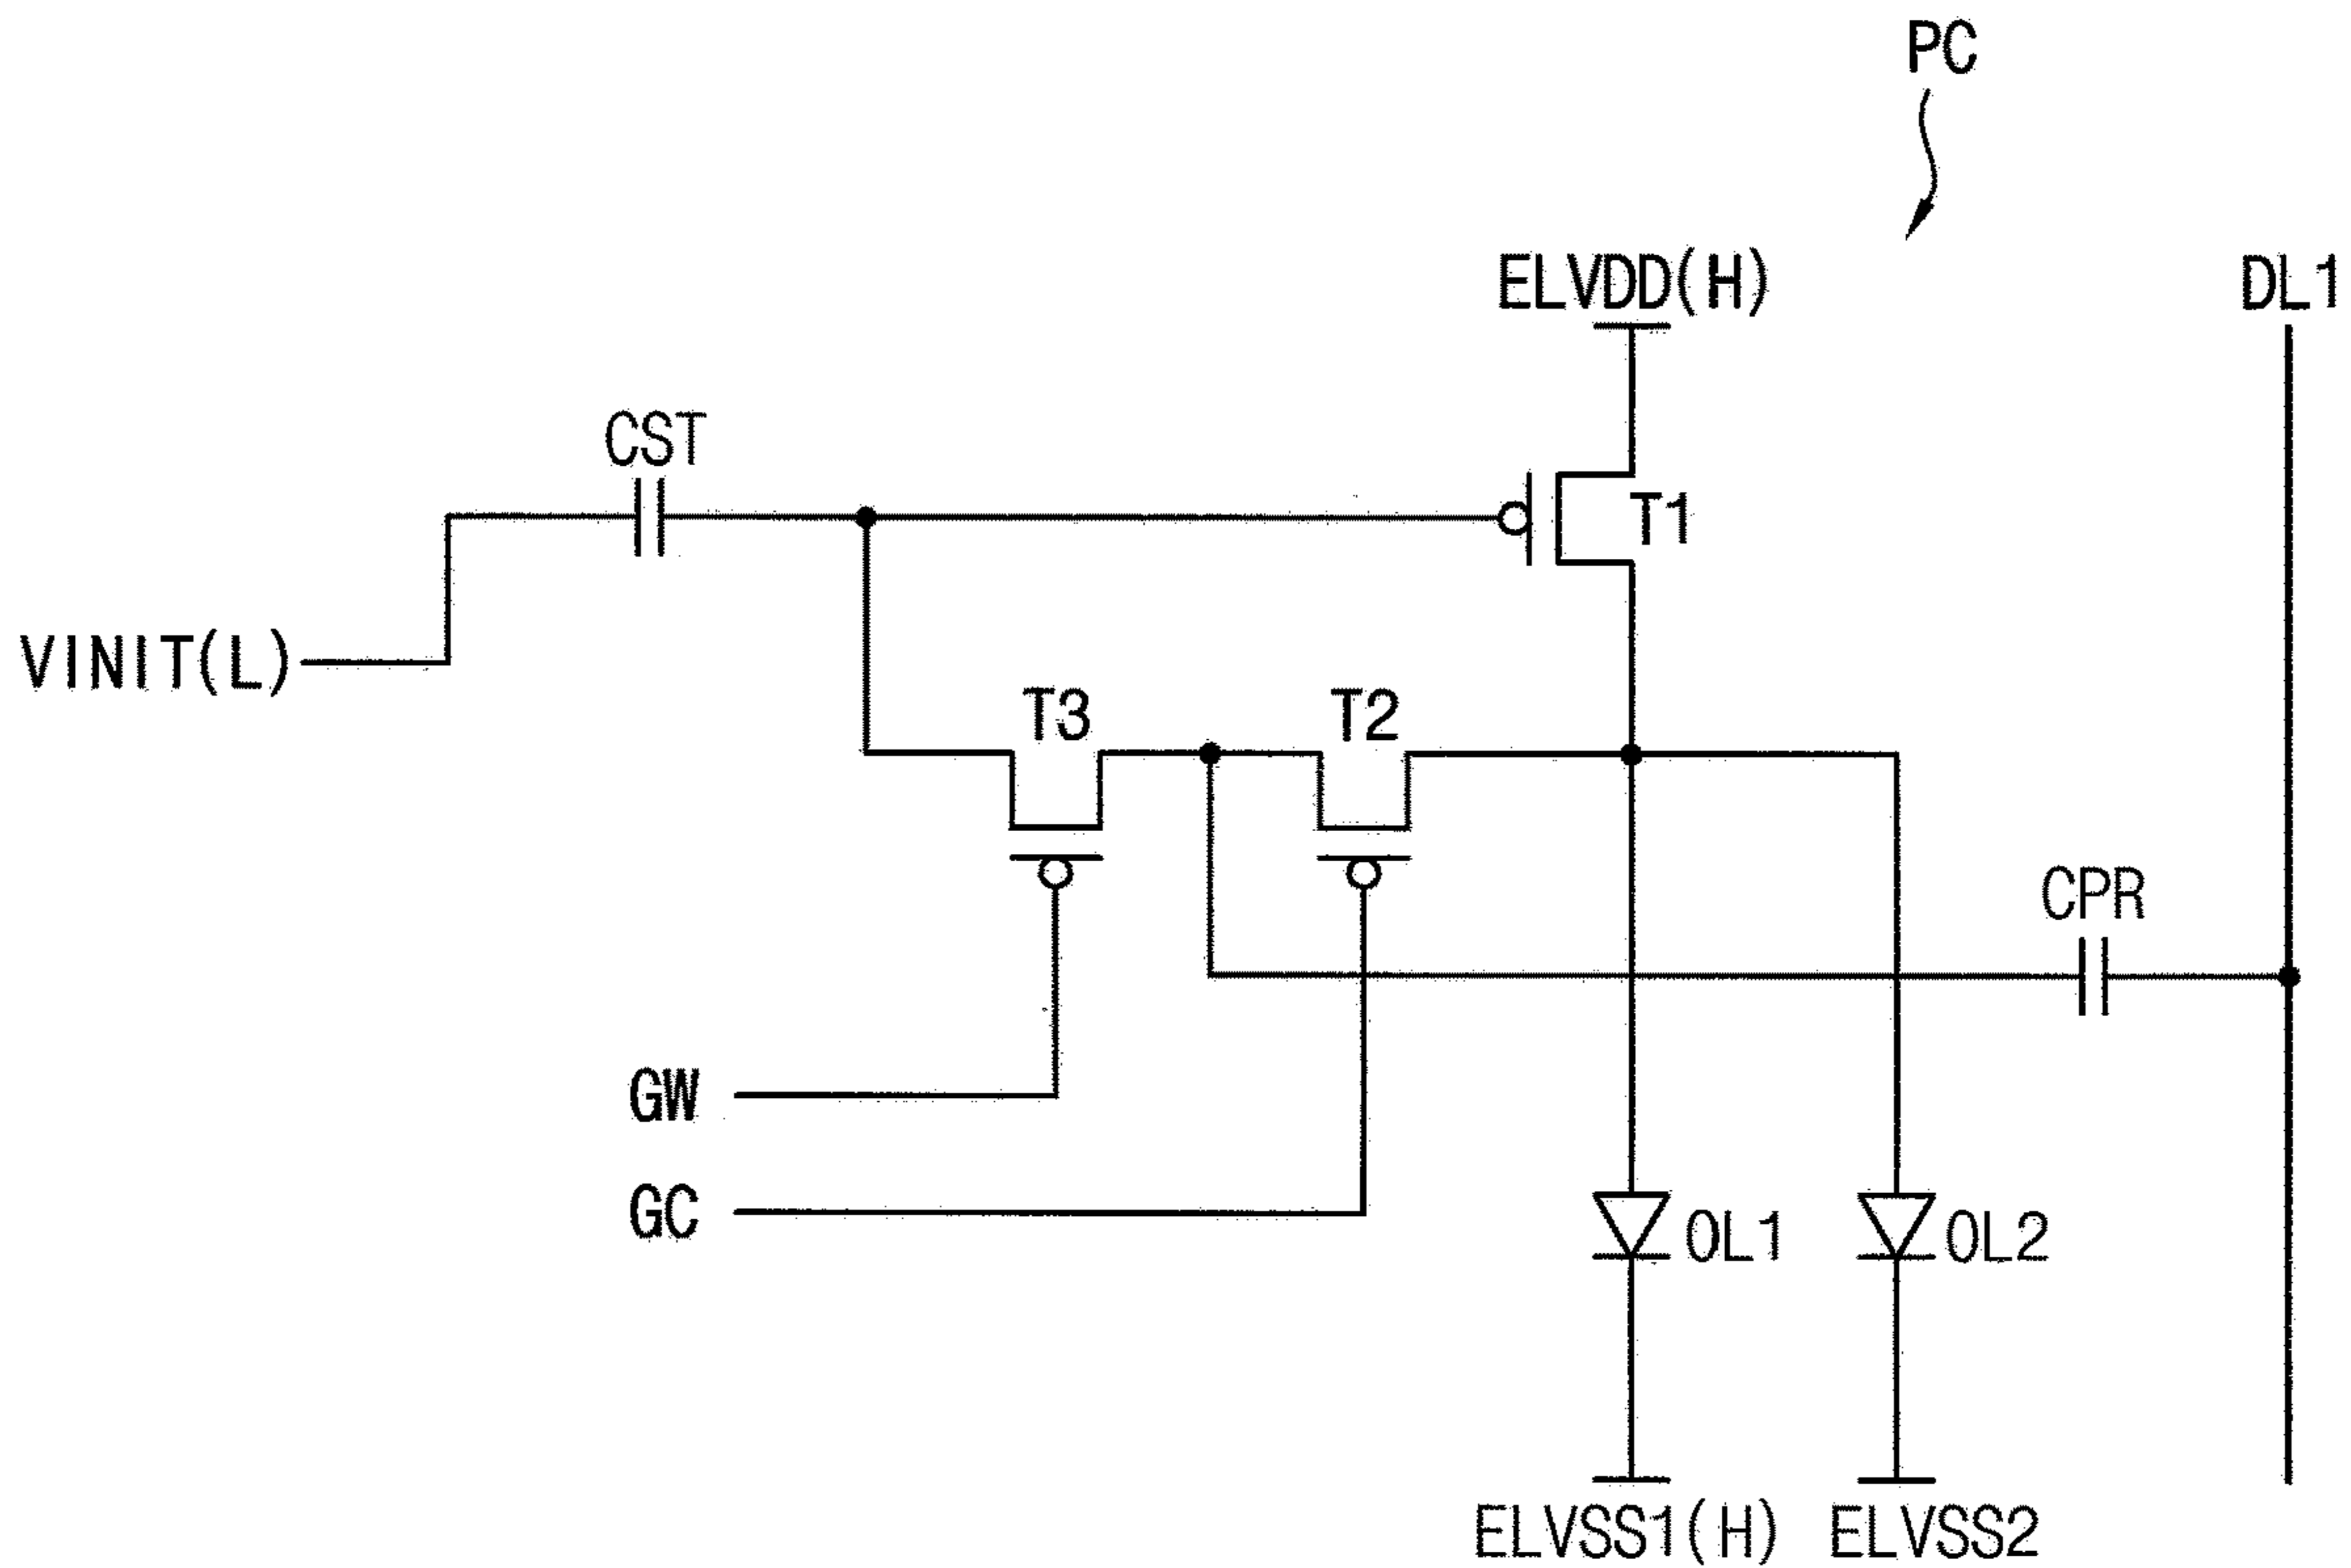 PC
ELVDD(H)
DL1
CST
T1
VINIT(L)
T3
T2
CPR
GW
GC
OL1
OL2
ELVSS1(H)
ELVSS2